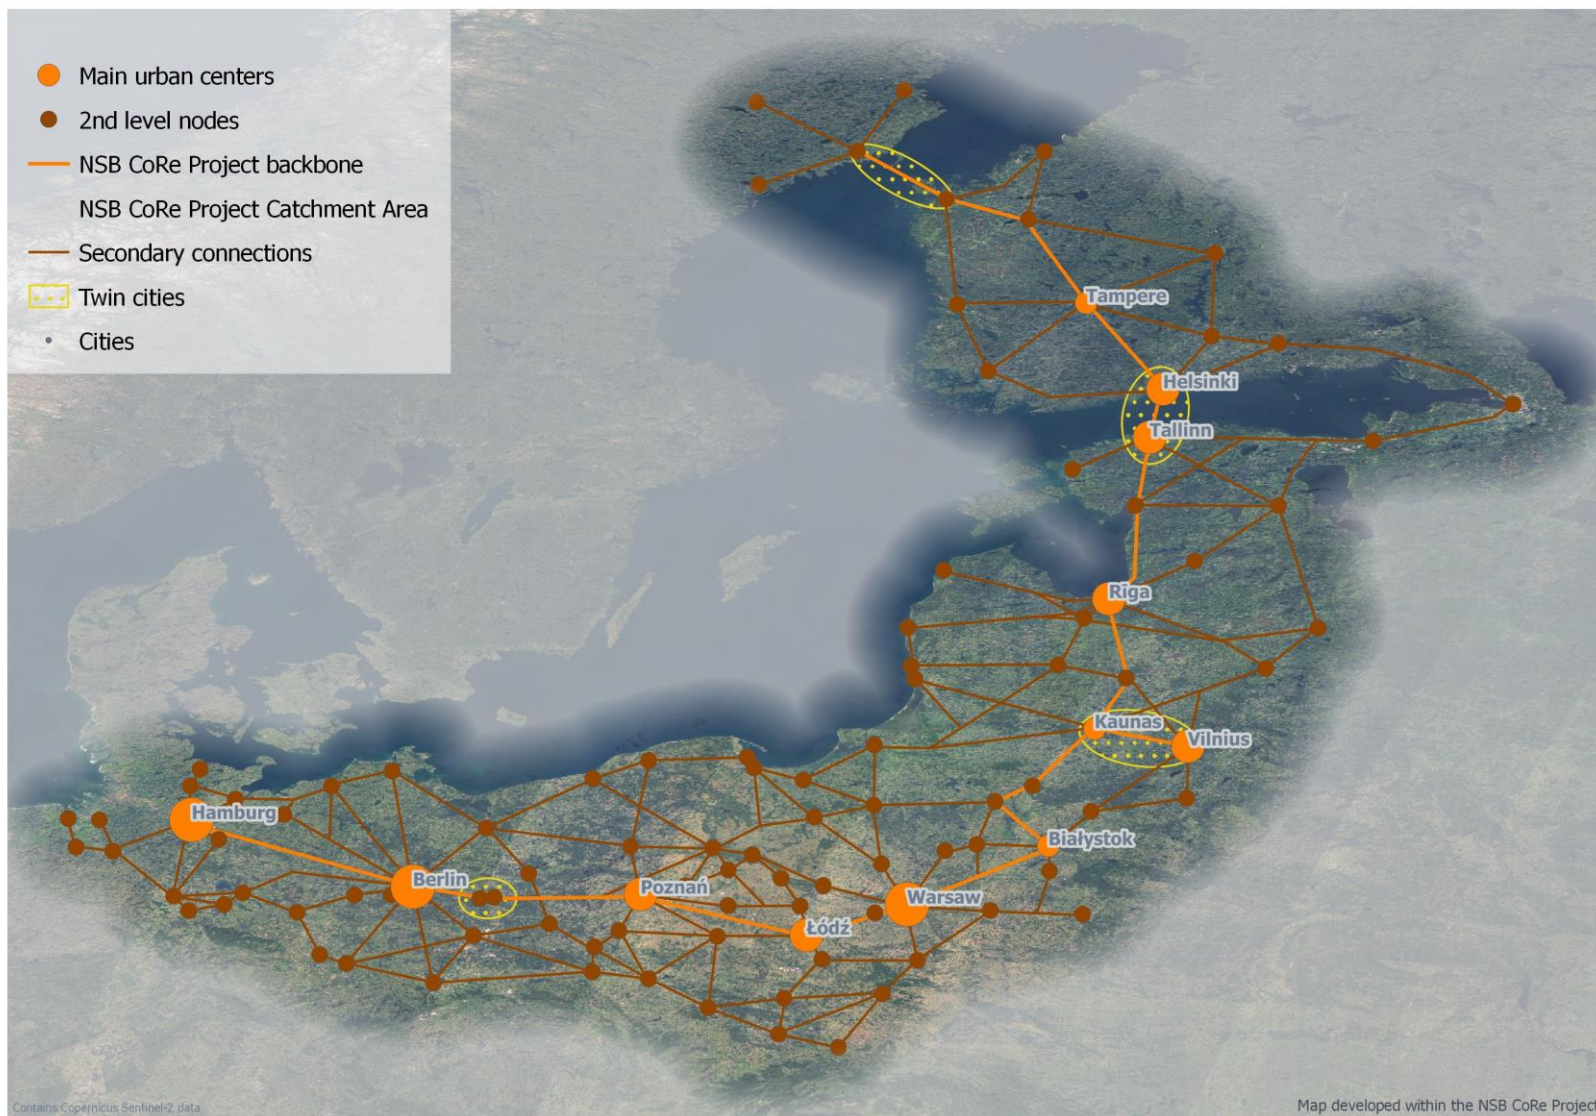 Main urban centers
2nd level nodes
NSB CoRe Project backbone
NSB CoRe Project Catchment Area
Secondary connections
Twin cities
Cities
Tampere
Helsinki
Tallinn
Rīga
Kaunas
Vilnius
Hamburg
Białystok
Berlin
Poznań
Warsaw
Łódź
Contains Copernicus Sentinel-2 data
Map developed within the NSB CoRe Project